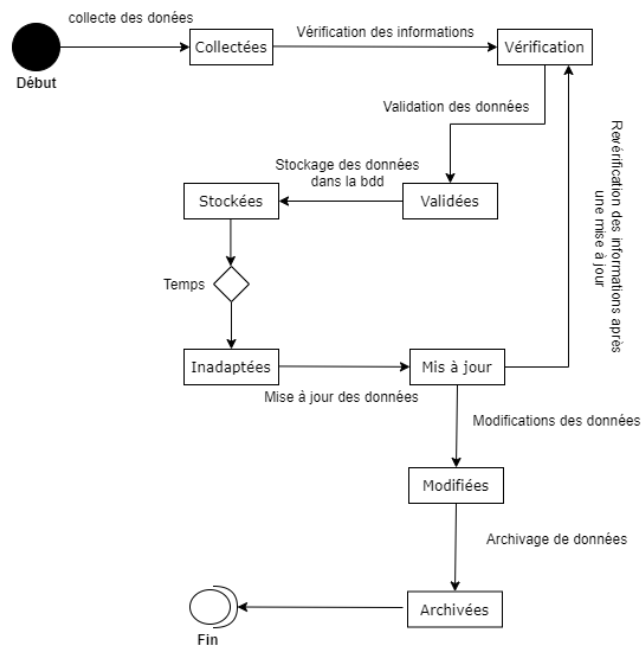 collecte des donées
Collectées
Vérification des informations
Vérification
Début
Validation des données
Revérification des informations après
une mise à jour
Stockage des données
dans la bdd
Stockées
Validées
Temps
Inadaptées
Mis à jour
Mise à jour des données
Modifications des données
Modifiées
Archivage de données
Archivées
Fin